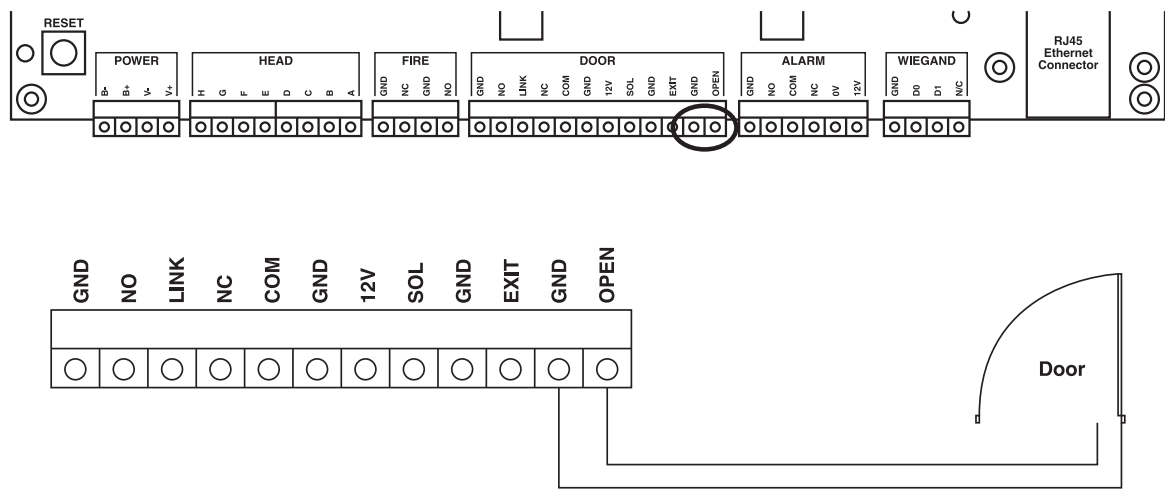 RESET
POWER HEAD FIRE DOOR ALARM WIEGAND
RJ45
Ethernet
Connector
B- B+ V- V+ H G F E D C B A GND NC GND NO GND NO LINK NC COM GND 12V SOL GND EXIT GND OPEN GND NO COM NC 0V 12V GND D0 D1 N/C
GND NO LINK NC COM GND 12V SOL GND EXIT GND OPEN
Door